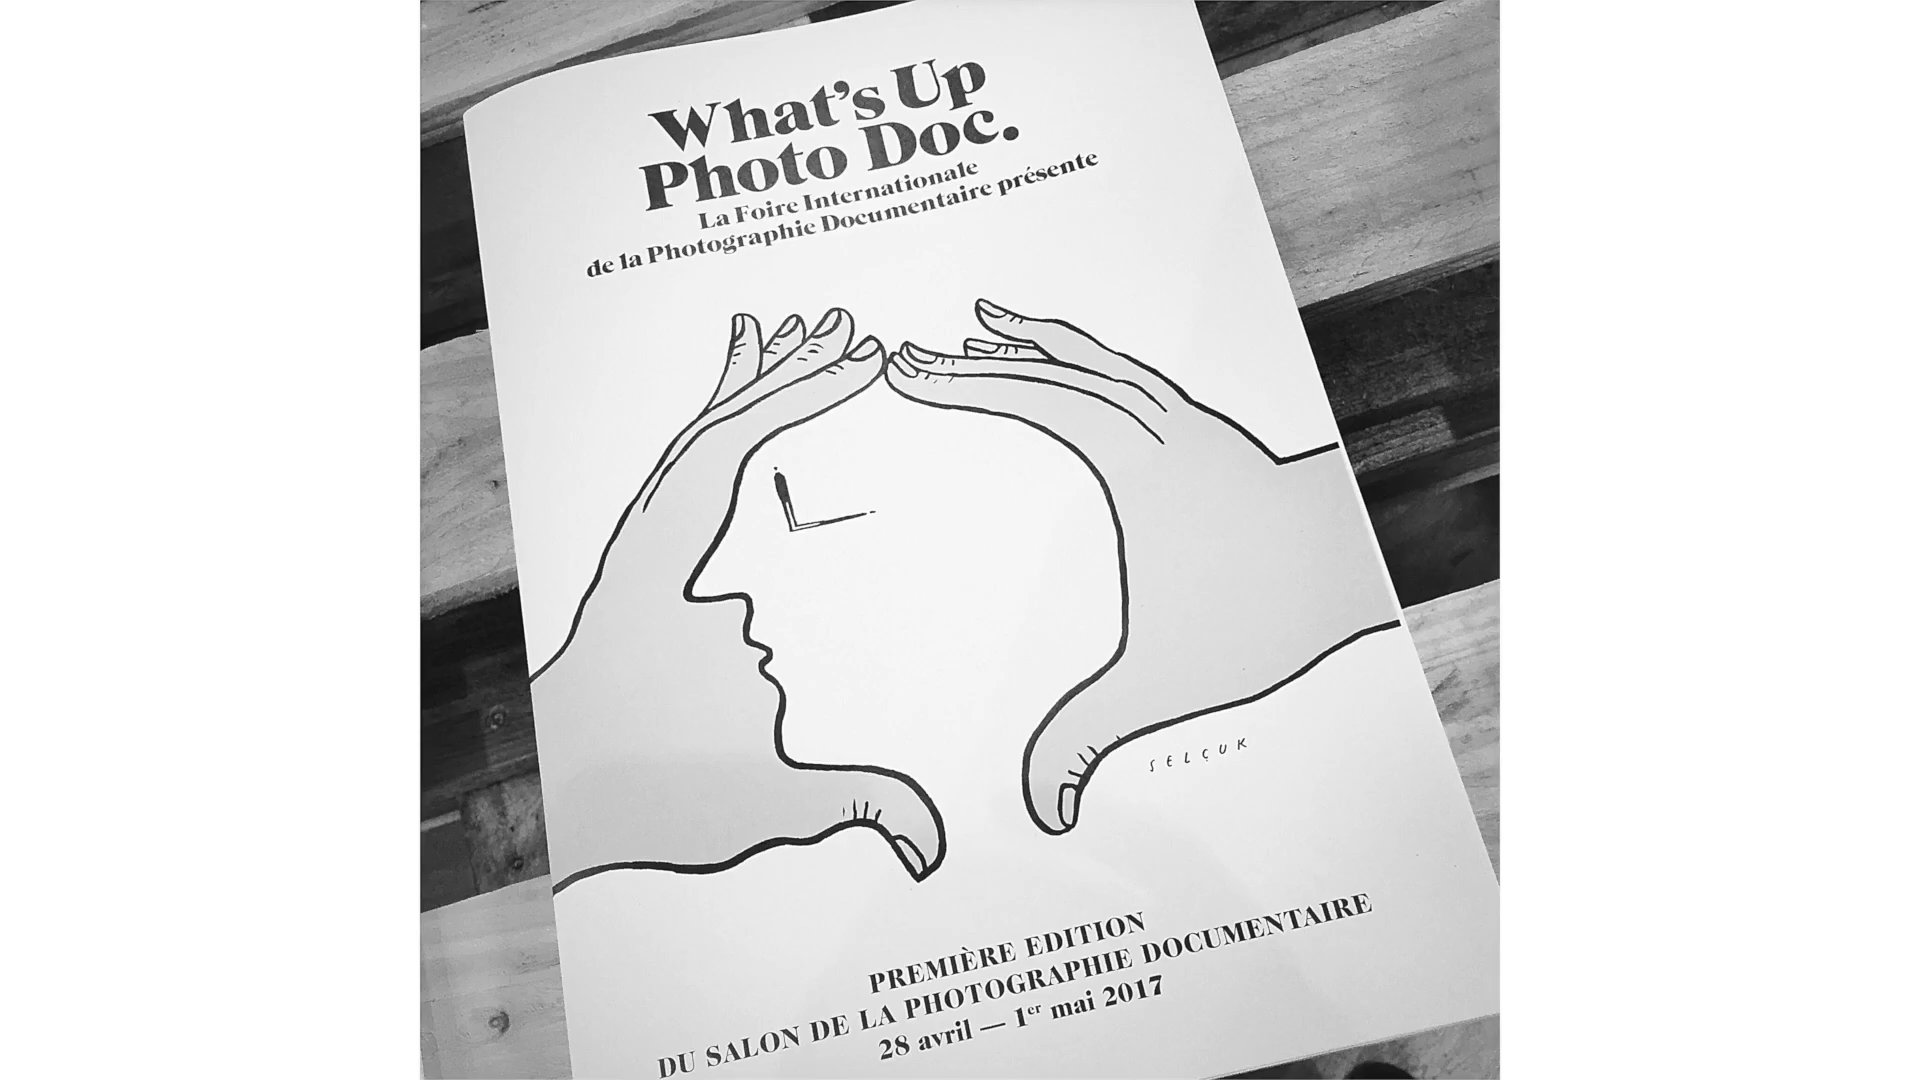 What's Up
Photo Doc.
La Foire Internationale
de la Photographie Documentaire présente
SELÇUK
PREMIÈRE EDITION
DU SALON DE LA PHOTOGRAPHIE DOCUMENTAIRE
28 avril — 1er mai 2017